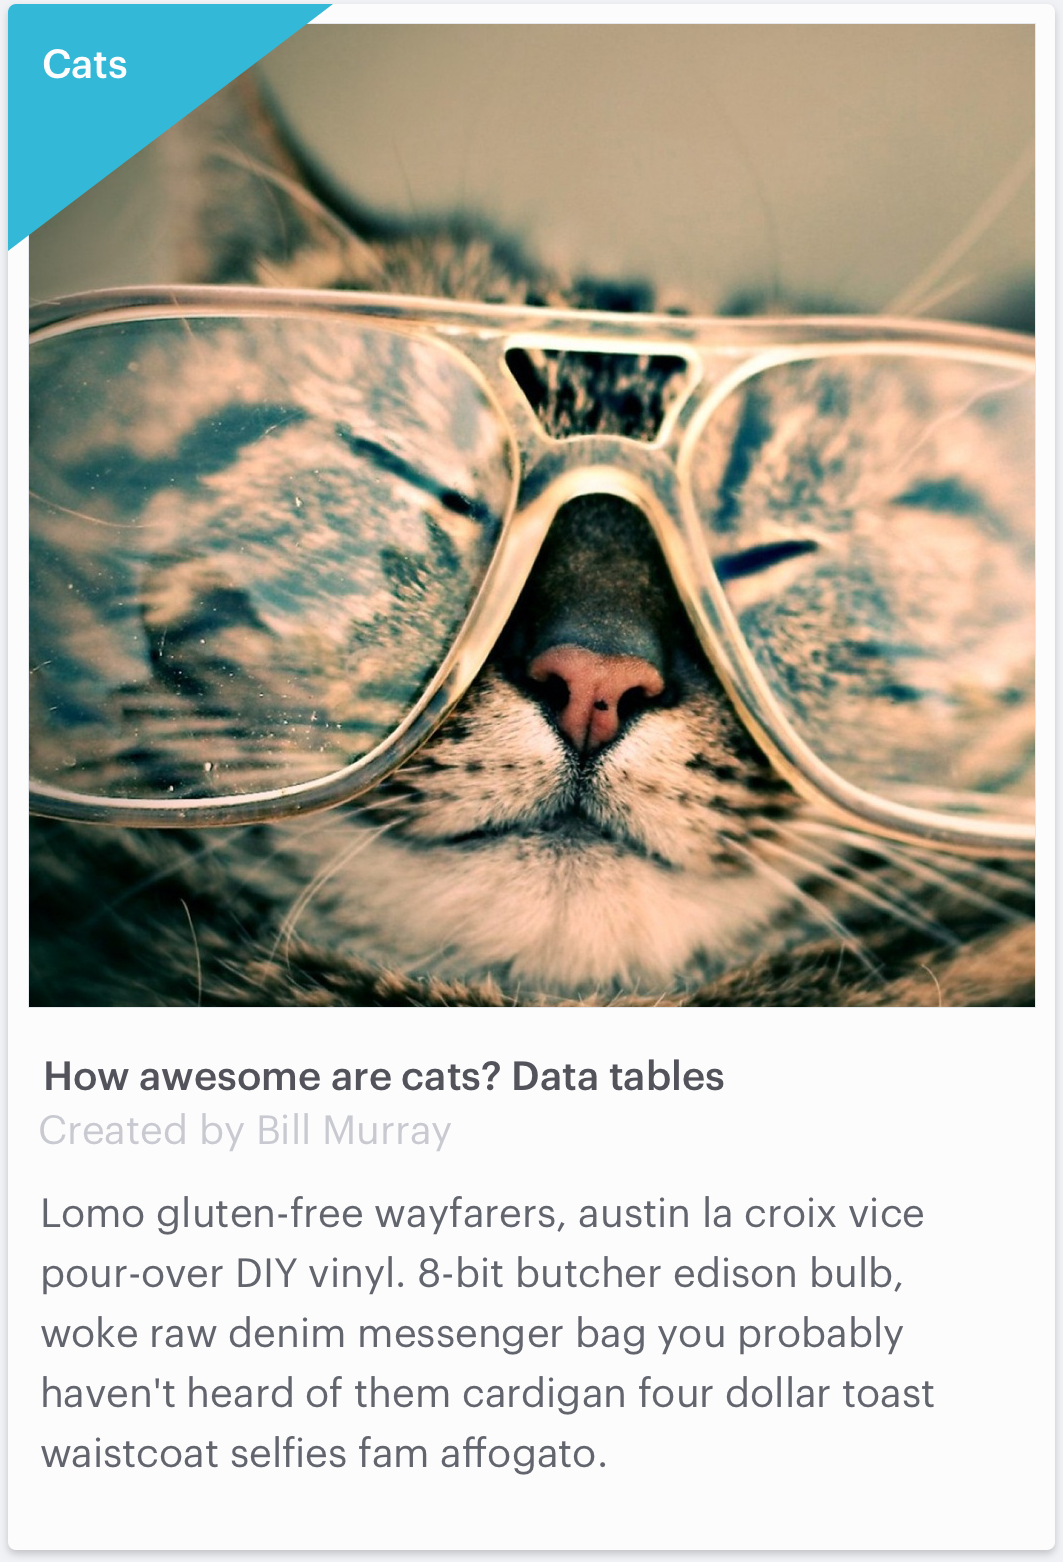 Cats
How awesome are cats? Data tables
Created by Bill Murray
Lomo gluten-free wayfarers, austin la croix vice
pour-over DIY vinyl. 8-bit butcher edison bulb,
woke raw denim messenger bag you probably
haven't heard of them cardigan four dollar toast
waistcoat selfies fam affogato.